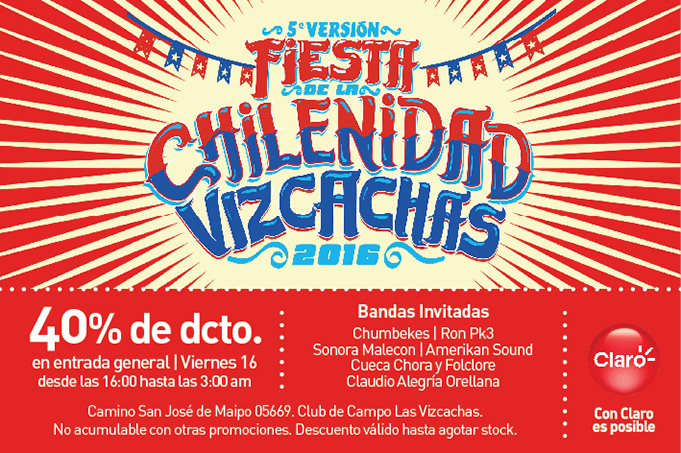 5ª VERSIÓN
FIESTA
DE LA
CHILENIDAD
VIZCACHAS
2016
40% de dcto.
en entrada general | Viernes 16
desde las 16:00 hasta las 3:00 am
Bandas Invitadas
Chumbekes | Ron Pk3
Sonora Malecon | Amerikan Sound
Cueca Chora y Folclore
Claudio Alegría Orellana
Camino San José de Maipo 05669. Club de Campo Las Vizcachas.
No acumulable con otras promociones. Descuento válido hasta agotar stock.
Claro
Con Claro
es posible